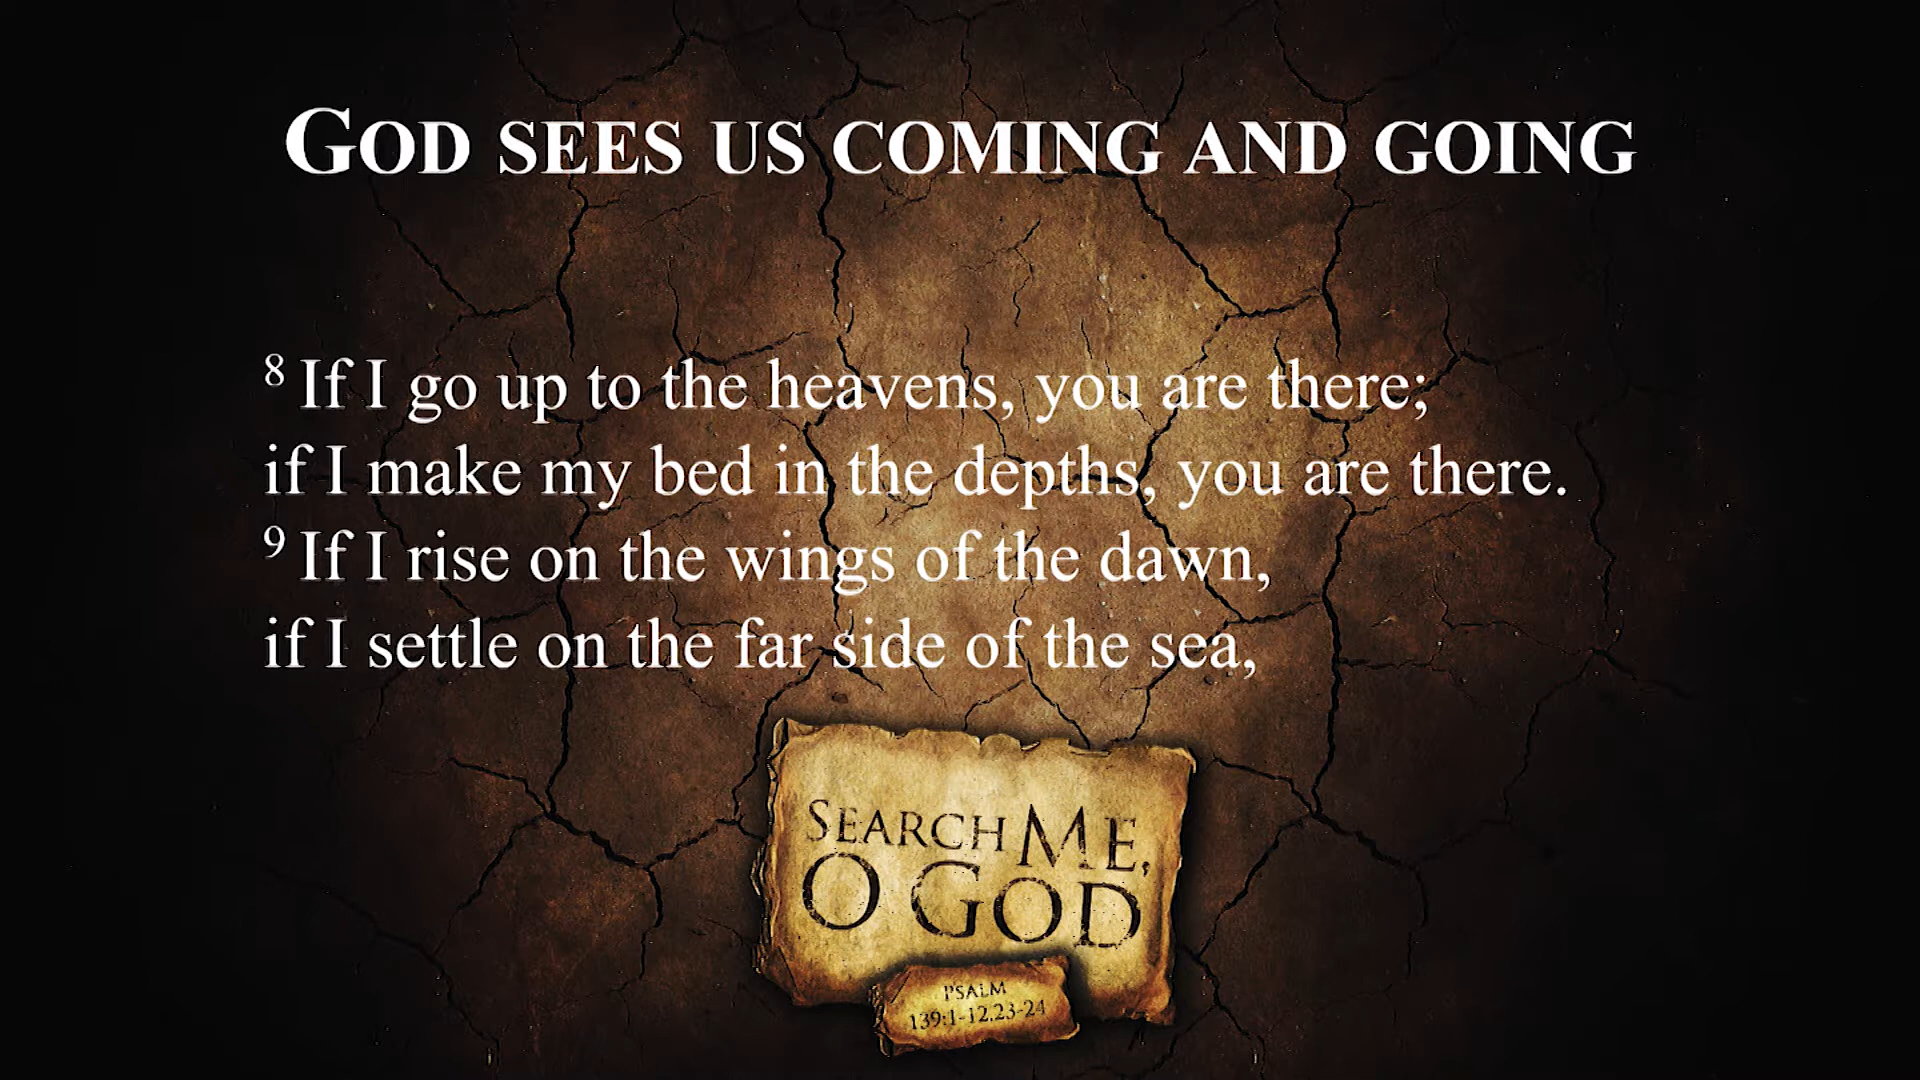 GOD SEES US COMING AND GOING
8 If I go up to the heavens, you are there;
if I make my bed in the depths, you are there.
9 If I rise on the wings of the dawn,
if I settle on the far side of the sea,
SEARCH ME,
O GOD
PSALM
139:1-12,23-24